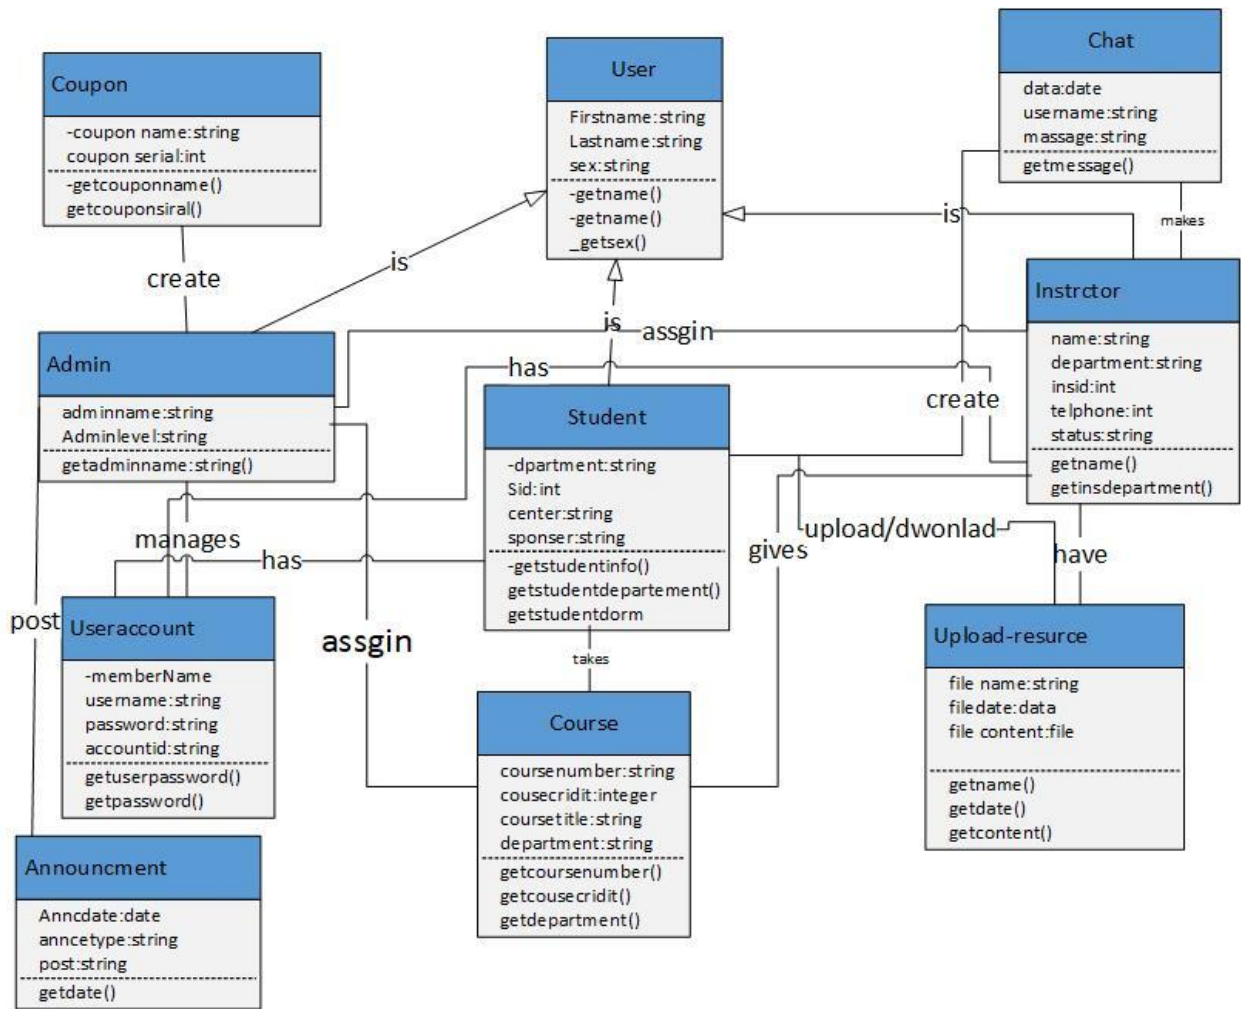 Coupon
-coupon name:string
coupon serial:int
-getcouponname()
getcouponsiral()
User
Firstname:string
Lastname:string
sex:string
-getname()
-getname()
_getsex()
Chat
data:date
username:string
massage:string
getmessage()
is
is
makes
create
is
assgin
Admin
adminname:string
Adminlevel:string
getadminname:string()
has
create
Instrctor
name:string
department:string
insid:int
telphone:int
status:string
getname()
getinsdepartment()
Student
-dpartment:string
Sid:int
center:string
sponser:string
-getstudentinfo()
getstudentdepartement()
getstudentdorm
manages
has
upload/dwonlad
gives
have
post
assgin
takes
Useraccount
-memberName
username:string
password:string
accountid:string
getuserpassword()
getpassword()
Upload-resurce
file name:string
filedate:data
file content:file
getname()
getdate()
getcontent()
Course
coursenumber:string
cousecridit:integer
coursetitle:string
department:string
getcoursenumber()
getcousecridit()
getdepartment()
Announcment
Anncdate:date
anncetype:string
post:string
getdate()